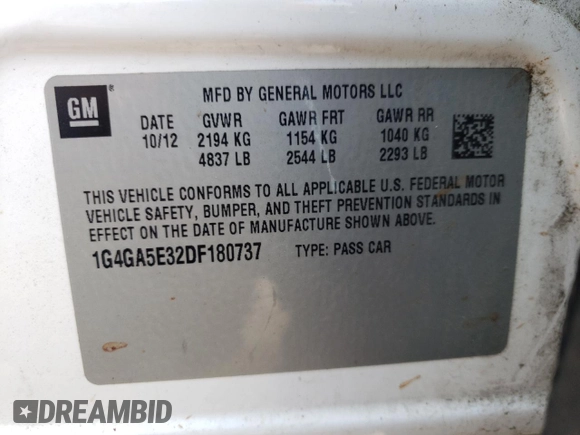 GM
MFD BY GENERAL MOTORS LLC
DATE GVWR GAWR FRT GAWR RR
10/12 2194 KG 1154 KG 1040 KG
4837 LB 2544 LB 2293 LB
THIS VEHICLE CONFORMS TO ALL APPLICABLE U.S. FEDERAL MOTOR
VEHICLE SAFETY, BUMPER, AND THEFT PREVENTION STANDARDS IN
EFFECT ON THE DATE OF MANUFACTURE SHOWN ABOVE.
1G4GA5E32DF180737 TYPE: PASS CAR
DREAMBID